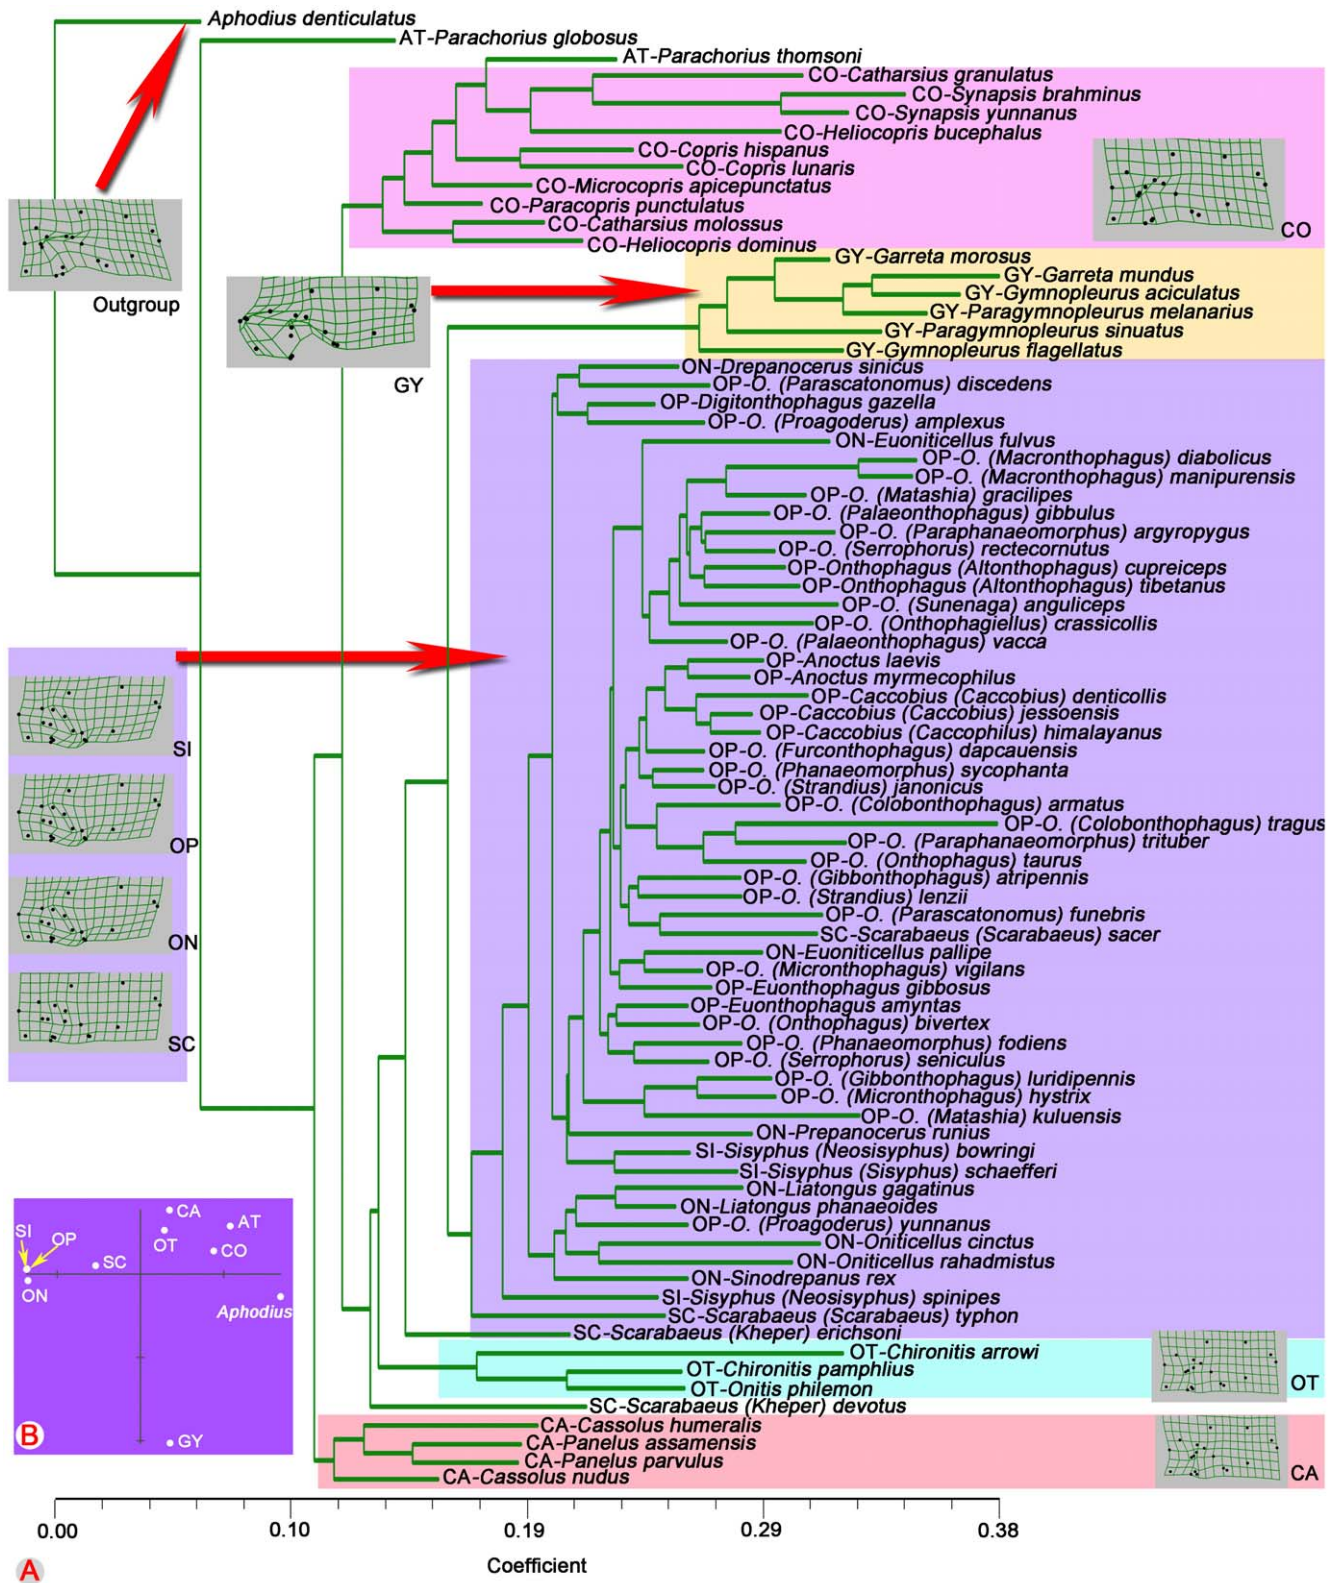 Aphodius denticulatus
AT-Parachorius globosus
AT-Parachorius thomsoni
CO-Catharsius granulatus
CO-Synapsis brahminus
CO-Synapsis yunnanus
CO-Heliocopris bucephalus
CO-Copris hispanus
CO-Copris lunaris
CO-Microcopris apicepunctatus
CO-Paracopris punctulatus
CO-Catharsius molossus
CO-Heliocopris dominus
CO
Outgroup
GY-Garreta morosus
GY-Garreta mundus
GY-Gymnopleurus aciculatus
GY-Paragymnopleurus melanarius
GY-Paragymnopleurus sinuatus
GY-Gymnopleurus flagellatus
GY
ON-Drepanocerus sinicus
OP-O. (Parascatonomus) discedens
OP-Digitonthophagus gazella
OP-O. (Proagoderus) amplexus
ON-Euoniticellus fulvus
OP-O. (Macronthophagus) diabolicus
OP-O. (Macronthophagus) manipurensis
OP-O. (Matashia) gracilipes
OP-O. (Palaeonthophagus) gibbulus
OP-O. (Paraphanaeomorphus) argyropygus
OP-O. (Serrophorus) rectecornutus
OP-Onthophagus (Altonthophagus) cupreiceps
OP-Onthophagus (Altonthophagus) tibetanus
OP-O. (Sunenaga) anguliceps
OP-O. (Onthophagiellus) crassicollis
OP-O. (Palaeonthophagus) vacca
OP-Anoctus laevis
OP-Anoctus myrmecophilus
OP-Caccobius (Caccobius) denticollis
OP-Caccobius (Caccobius) jessoensis
OP-Caccobius (Caccophilus) himalayanus
OP-O. (Furconthophagus) dapcauensis
OP-O. (Phanaeomorphus) sycophanta
OP-O. (Strandius) janonicus
OP-O. (Colobonthophagus) armatus
OP-O. (Colobonthophagus) tragus
OP-O. (Paraphanaeomorphus) trituber
OP-O. (Onthophagus) taurus
OP-O. (Gibbonthophagus) atripennis
OP-O. (Strandius) lenzii
OP-O. (Parascatonomus) funebris
SC-Scarabaeus (Scarabaeus) sacer
ON-Euoniticellus pallipe
OP-O. (Micronthophagus) vigilans
OP-Euonthophagus gibbosus
OP-Euonthophagus amyntas
OP-O. (Onthophagus) bivertex
OP-O. (Phanaeomorphus) fodiens
OP-O. (Serrophorus) seniculus
OP-O. (Gibbonthophagus) luridipennis
OP-O. (Micronthophagus) hystrix
OP-O. (Matashia) kuluensis
ON-Prepanocerus runius
SI-Sisyphus (Neosisyphus) bowringi
SI-Sisyphus (Sisyphus) schaefferi
ON-Liatongus gagatinus
ON-Liatongus phanaeoides
OP-O. (Proagoderus) yunnanus
ON-Oniticellus cinctus
ON-Oniticellus rahadmistus
ON-Sinodrepanus rex
SI-Sisyphus (Neosisyphus) spinipes
SC-Scarabaeus (Scarabaeus) typhon
SC-Scarabaeus (Kheper) erichsoni
SI
OP
ON
SC
OT-Chironitis arrowi
OT-Chironitis pamphlius
OT-Onitis philemon
OT
SC-Scarabaeus (Kheper) devotus
CA-Cassolus humeralis
CA-Panelus assamensis
CA-Panelus parvulus
CA-Cassolus nudus
CA
SI
OP
CA
AT
OT
CO
SC
ON
Aphodius
GY
B
0.00 0.10 0.19 0.29 0.38
Coefficient
A